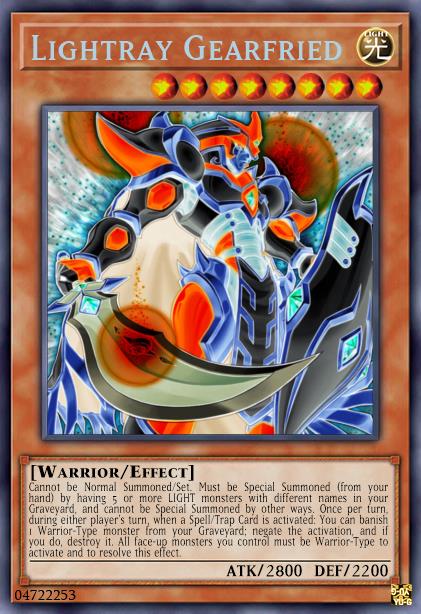 LIGHTRAY GEARFRIED
LIGHT
光
[WARRIOR/EFFECT]
Cannot be Normal Summoned/Set. Must be Special Summoned (from your
hand) by having 5 or more LIGHT monsters with different names in your
Graveyard, and cannot be Special Summoned by other ways. Once per turn,
during either player's turn, when a Spell/Trap Card is activated: You can banish
1 Warrior-Type monster from your Graveyard; negate the activation, and if
you do, destroy it. All face-up monsters you control must be Warrior-Type to
activate and to resolve this effect.
ATK/2800 DEF/2200
04722253